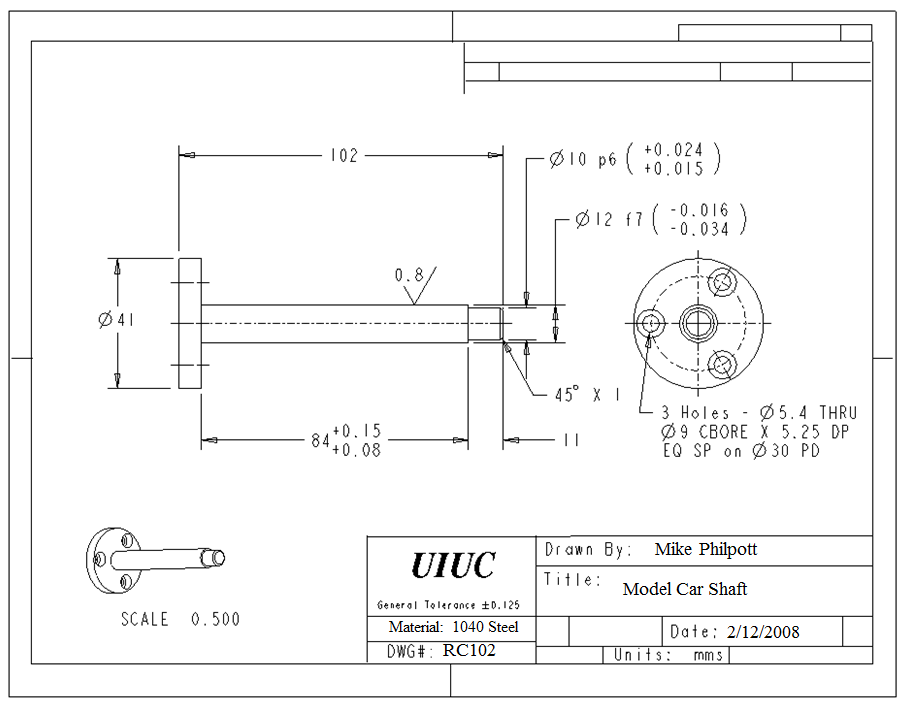 102
Ø10 p6 ( +0.024
+0.015 )
Ø12 f7 ( -0.016
-0.034 )
0.8
Ø41
45° X 1
84 +0.15
+0.08
11
3 Holes - Ø5.4 THRU
Ø9 CBORE X 5.25 DP
EQ SP on Ø30 PD
SCALE 0.500
UIUC
General Tolerance ±0.125
Material: 1040 Steel
DWG#: RC102
Drawn By: Mike Philpott
Title:
Model Car Shaft
Date: 2/12/2008
Units: mms